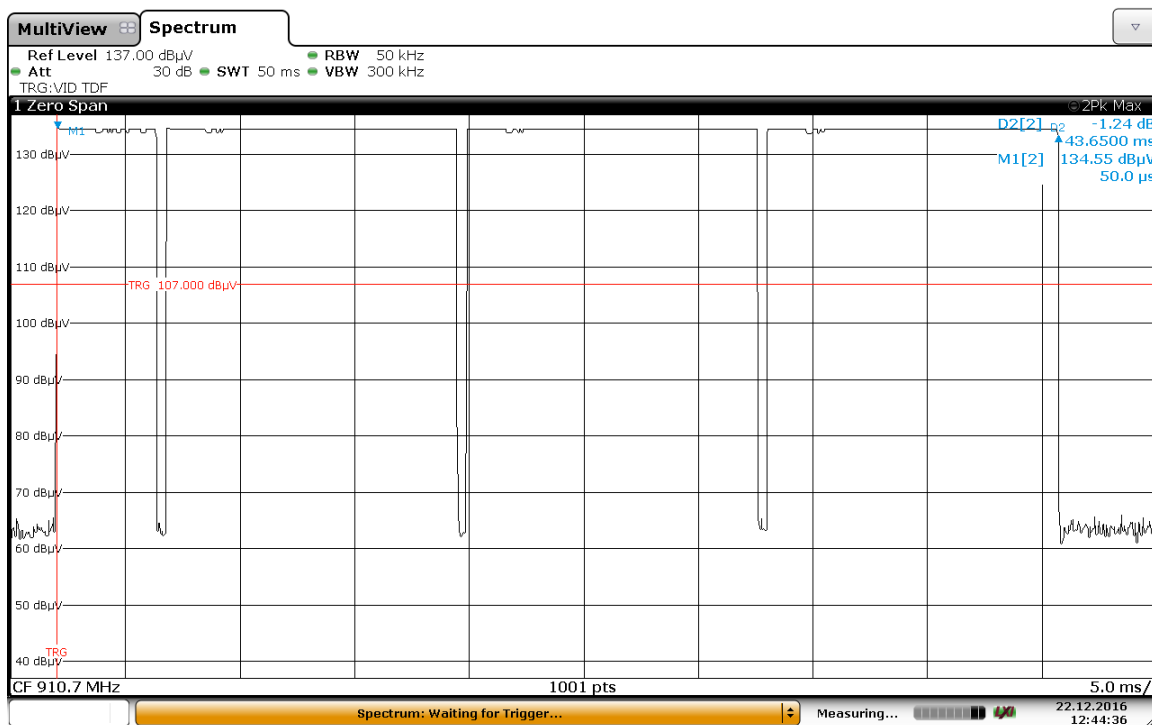 MultiView Spectrum
Ref Level 137.00 dBµV RBW 50 kHz
Att 30 dB SWT 50 ms VBW 300 kHz
TRG:VID TDF
1 Zero Span 2Pk Max
D2[2] -1.24 dB
43.6500 ms
M1[2] 134.55 dBµV
50.0 µs
M1
D2
130 dBµV
120 dBµV
110 dBµV
TRG 107.000 dBµV
100 dBµV
90 dBµV
80 dBµV
70 dBµV
60 dBµV
50 dBµV
TRG
40 dBµV
CF 910.7 MHz 1001 pts 5.0 ms/
Spectrum: Waiting for Trigger... Measuring... LXI 22.12.2016
12:44:36